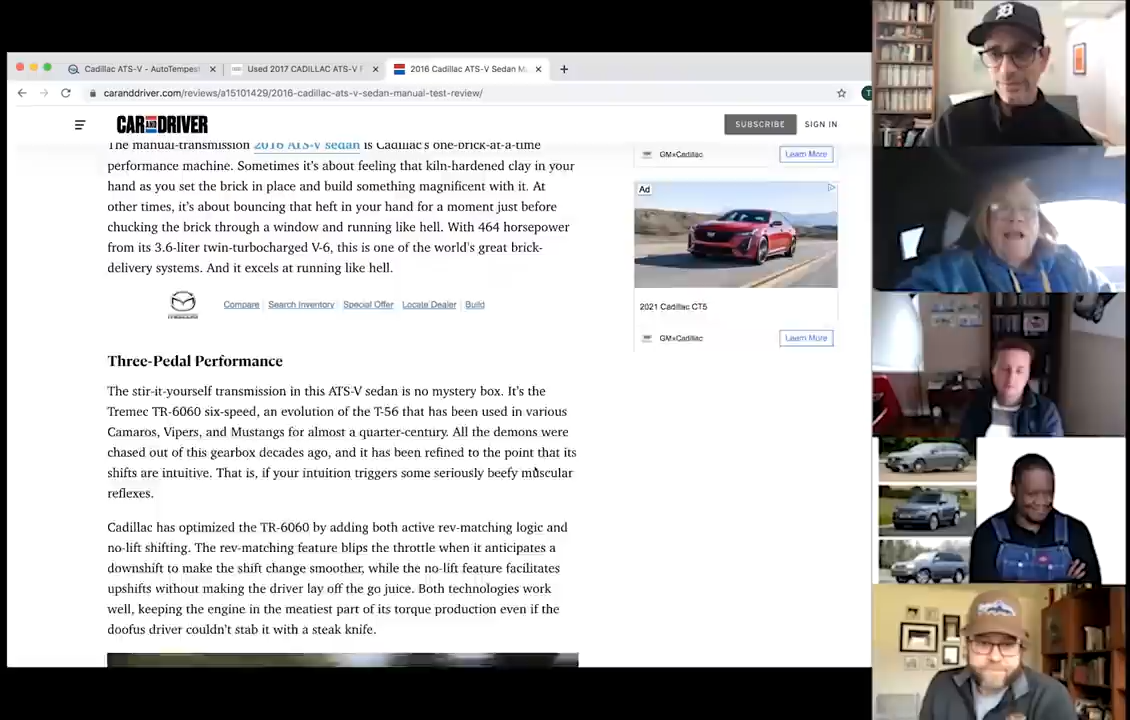 Cadillac ATS-V - AutoTempes
Used 2017 CADILLAC ATS-V F
2016 Cadillac ATS-V Sedan M
caranddriver.com/reviews/a15101429/2016-cadillac-ats-v-sedan-manual-test-review/
CAR AND DRIVER
SUBSCRIBE
SIGN IN
The manual-transmission 2016 ATS-V sedan is Cadillac's one-brick-at-a-time
performance machine. Sometimes it's about feeling that kiln-hardened clay in your
hand as you set the brick in place and build something magnificent with it. At
other times, it's about bouncing that heft in your hand for a moment just before
chucking the brick through a window and running like hell. With 464 horsepower
from its 3.6-liter twin-turbocharged V-6, this is one of the world's great brick-
delivery systems. And it excels at running like hell.
GMxCadillac
Learn More
Ad
2021 Cadillac CT5
GMxCadillac
Learn More
mazda
Compare
Search Inventory
Special Offer
Locate Dealer
Build
Three-Pedal Performance
The stir-it-yourself transmission in this ATS-V sedan is no mystery box. It's the
Tremec TR-6060 six-speed, an evolution of the T-56 that has been used in various
Camaros, Vipers, and Mustangs for almost a quarter-century. All the demons were
chased out of this gearbox decades ago, and it has been refined to the point that its
shifts are intuitive. That is, if your intuition triggers some seriously beefy muscular
reflexes.
Cadillac has optimized the TR-6060 by adding both active rev-matching logic and
no-lift shifting. The rev-matching feature blips the throttle when it anticipates a
downshift to make the shift change smoother, while the no-lift feature facilitates
upshifts without making the driver lay off the go juice. Both technologies work
well, keeping the engine in the meatiest part of its torque production even if the
doofus driver couldn't stab it with a steak knife.